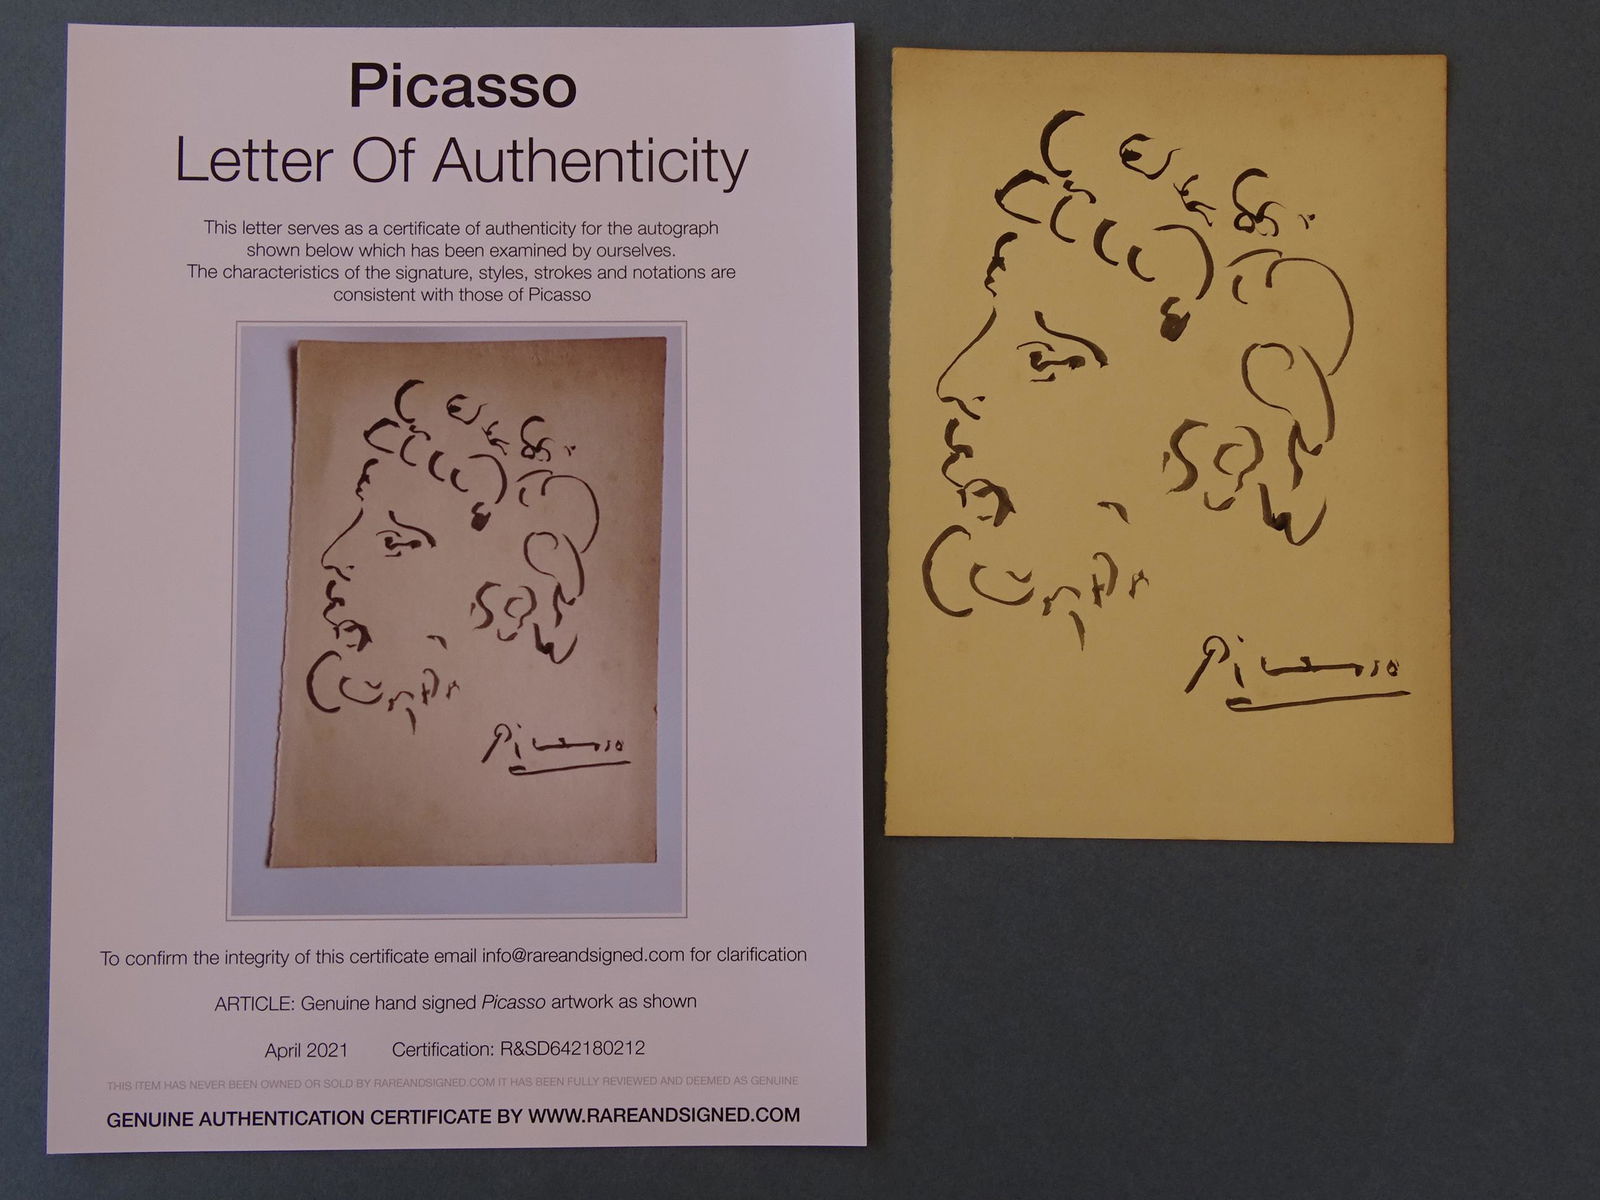 Picasso
Letter Of Authenticity
This letter serves as a certificate of authenticity for the autograph
shown below which has been examined by ourselves.
The characteristics of the signature, styles, strokes and notations are
consistent with those of Picasso
Picasso
To confirm the integrity of this certificate email info@rareandsigned.com for clarification
ARTICLE: Genuine hand signed Picasso artwork as shown
April 2021 Certification: R&SD642180212
THIS ITEM HAS NEVER BEEN OWNED OR SOLD BY RAREANDSIGNED.COM IT HAS BEEN FULLY REVIEWED AND DEEMED AS GENUINE
GENUINE AUTHENTICATION CERTIFICATE BY WWW.RAREANDSIGNED.COM
Picasso